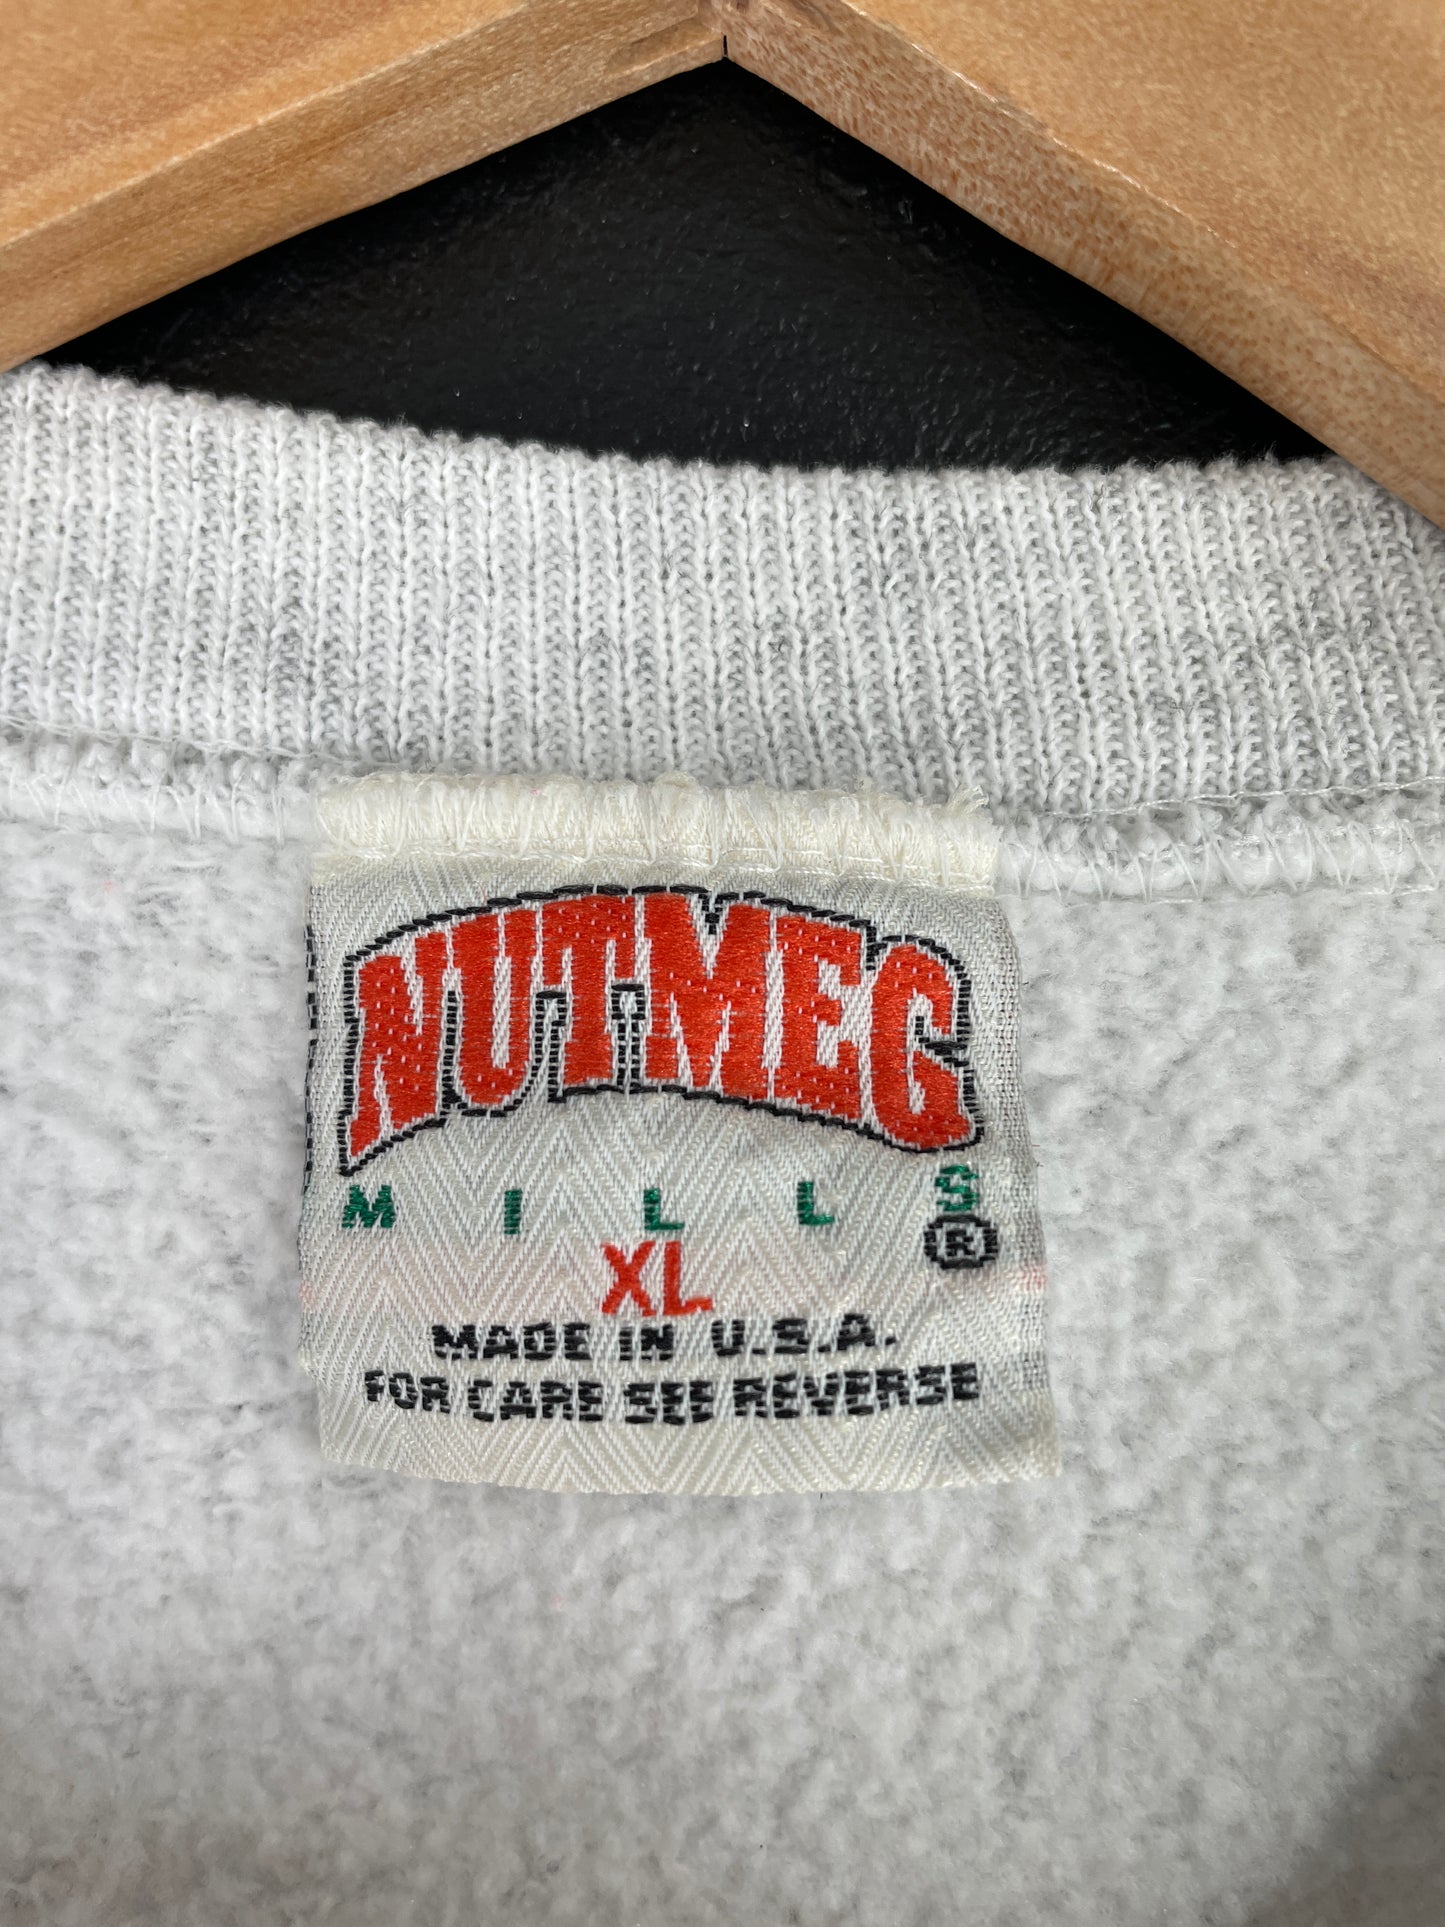 NUTMEG
MILLS
®
XL
MADE IN U.S.A.
FOR CARE SEE REVERSE